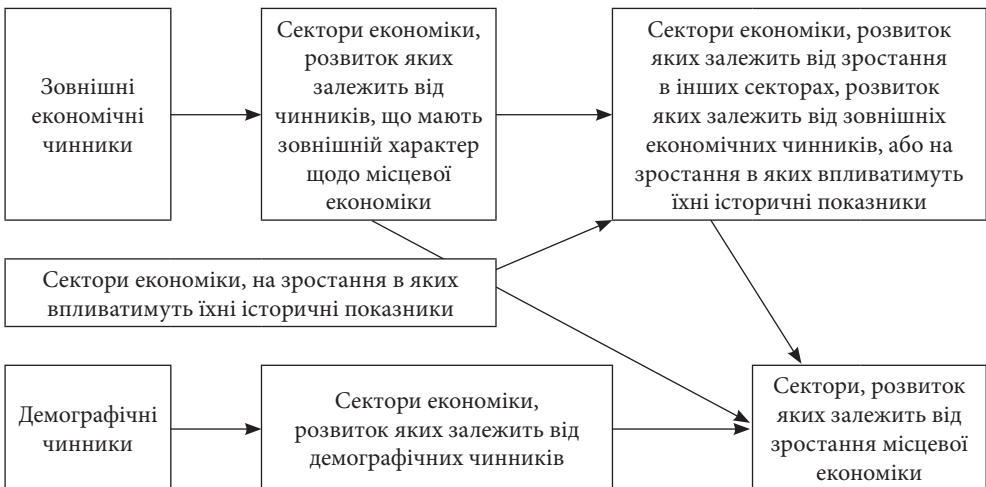 Зовнішні
економічні
чинники
Сектори економіки,
розвиток яких
залежить від
чинників, що мають
зовнішній характер
щодо місцевої
економіки
Сектори економіки, розвиток
яких залежить від зростання
в інших секторах, розвиток
яких залежить від зовнішніх
економічних чинників, або на
зростання в яких впливатимуть
їхні історичні показники
Сектори економіки, на зростання в яких
впливатимуть їхні історичні показники
Демографічні
чинники
Сектори економіки,
розвиток яких залежить від
демографічних чинників
Сектори, розвиток
яких залежить від
зростання місцевої
економіки